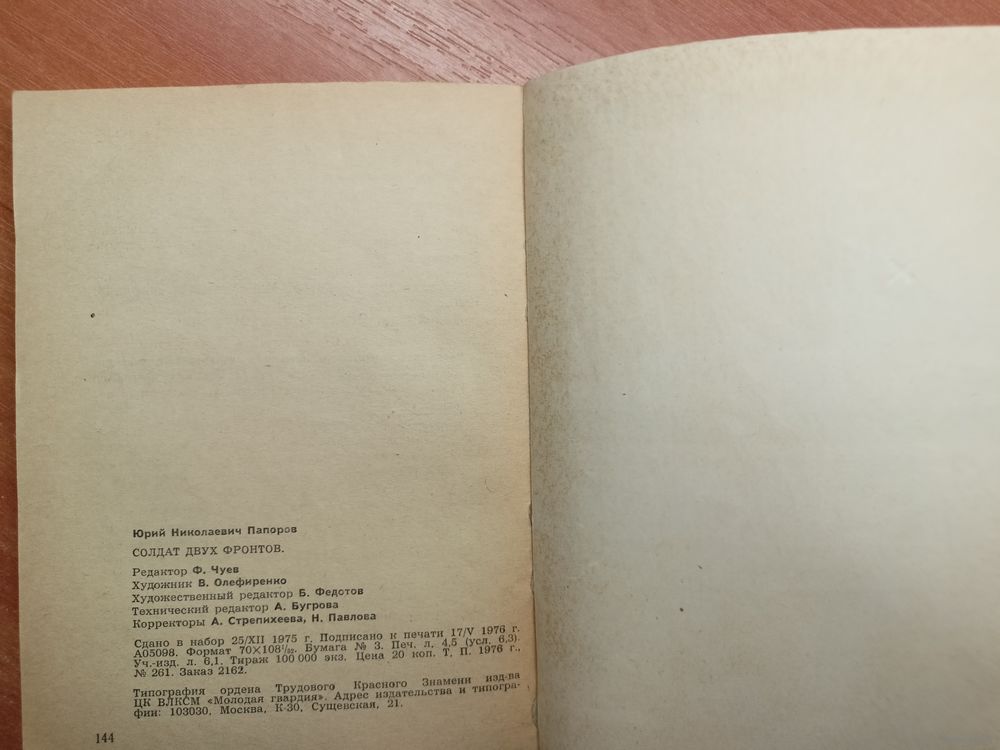 Юрий Николаевич Папоров
СОЛДАТ ДВУХ ФРОНТОВ.
Редактор Ф. Чуев
Художник В. Олефиренко
Художественный редактор Б. Федотов
Технический редактор А. Бугрова
Корректоры А. Стрепихеева, Н. Павлова
Сдано в набор 25/XII 1975 г. Подписано к печати 17/V 1976 г.
А05098. Формат 70×108¹/₃₂. Бумага № 3. Печ. л. 4,5 (усл. 6,3).
Уч.-изд. л. 6,1. Тираж 100 000 экз. Цена 20 коп. Т. П. 1976 г.,
№ 261. Заказ 2162.
Типография ордена Трудового Красного Знамени изд-ва
ЦК ВЛКСМ «Молодая гвардия». Адрес издательства и типогра-
фии: 103030, Москва, К-30, Сущевская, 21.
144